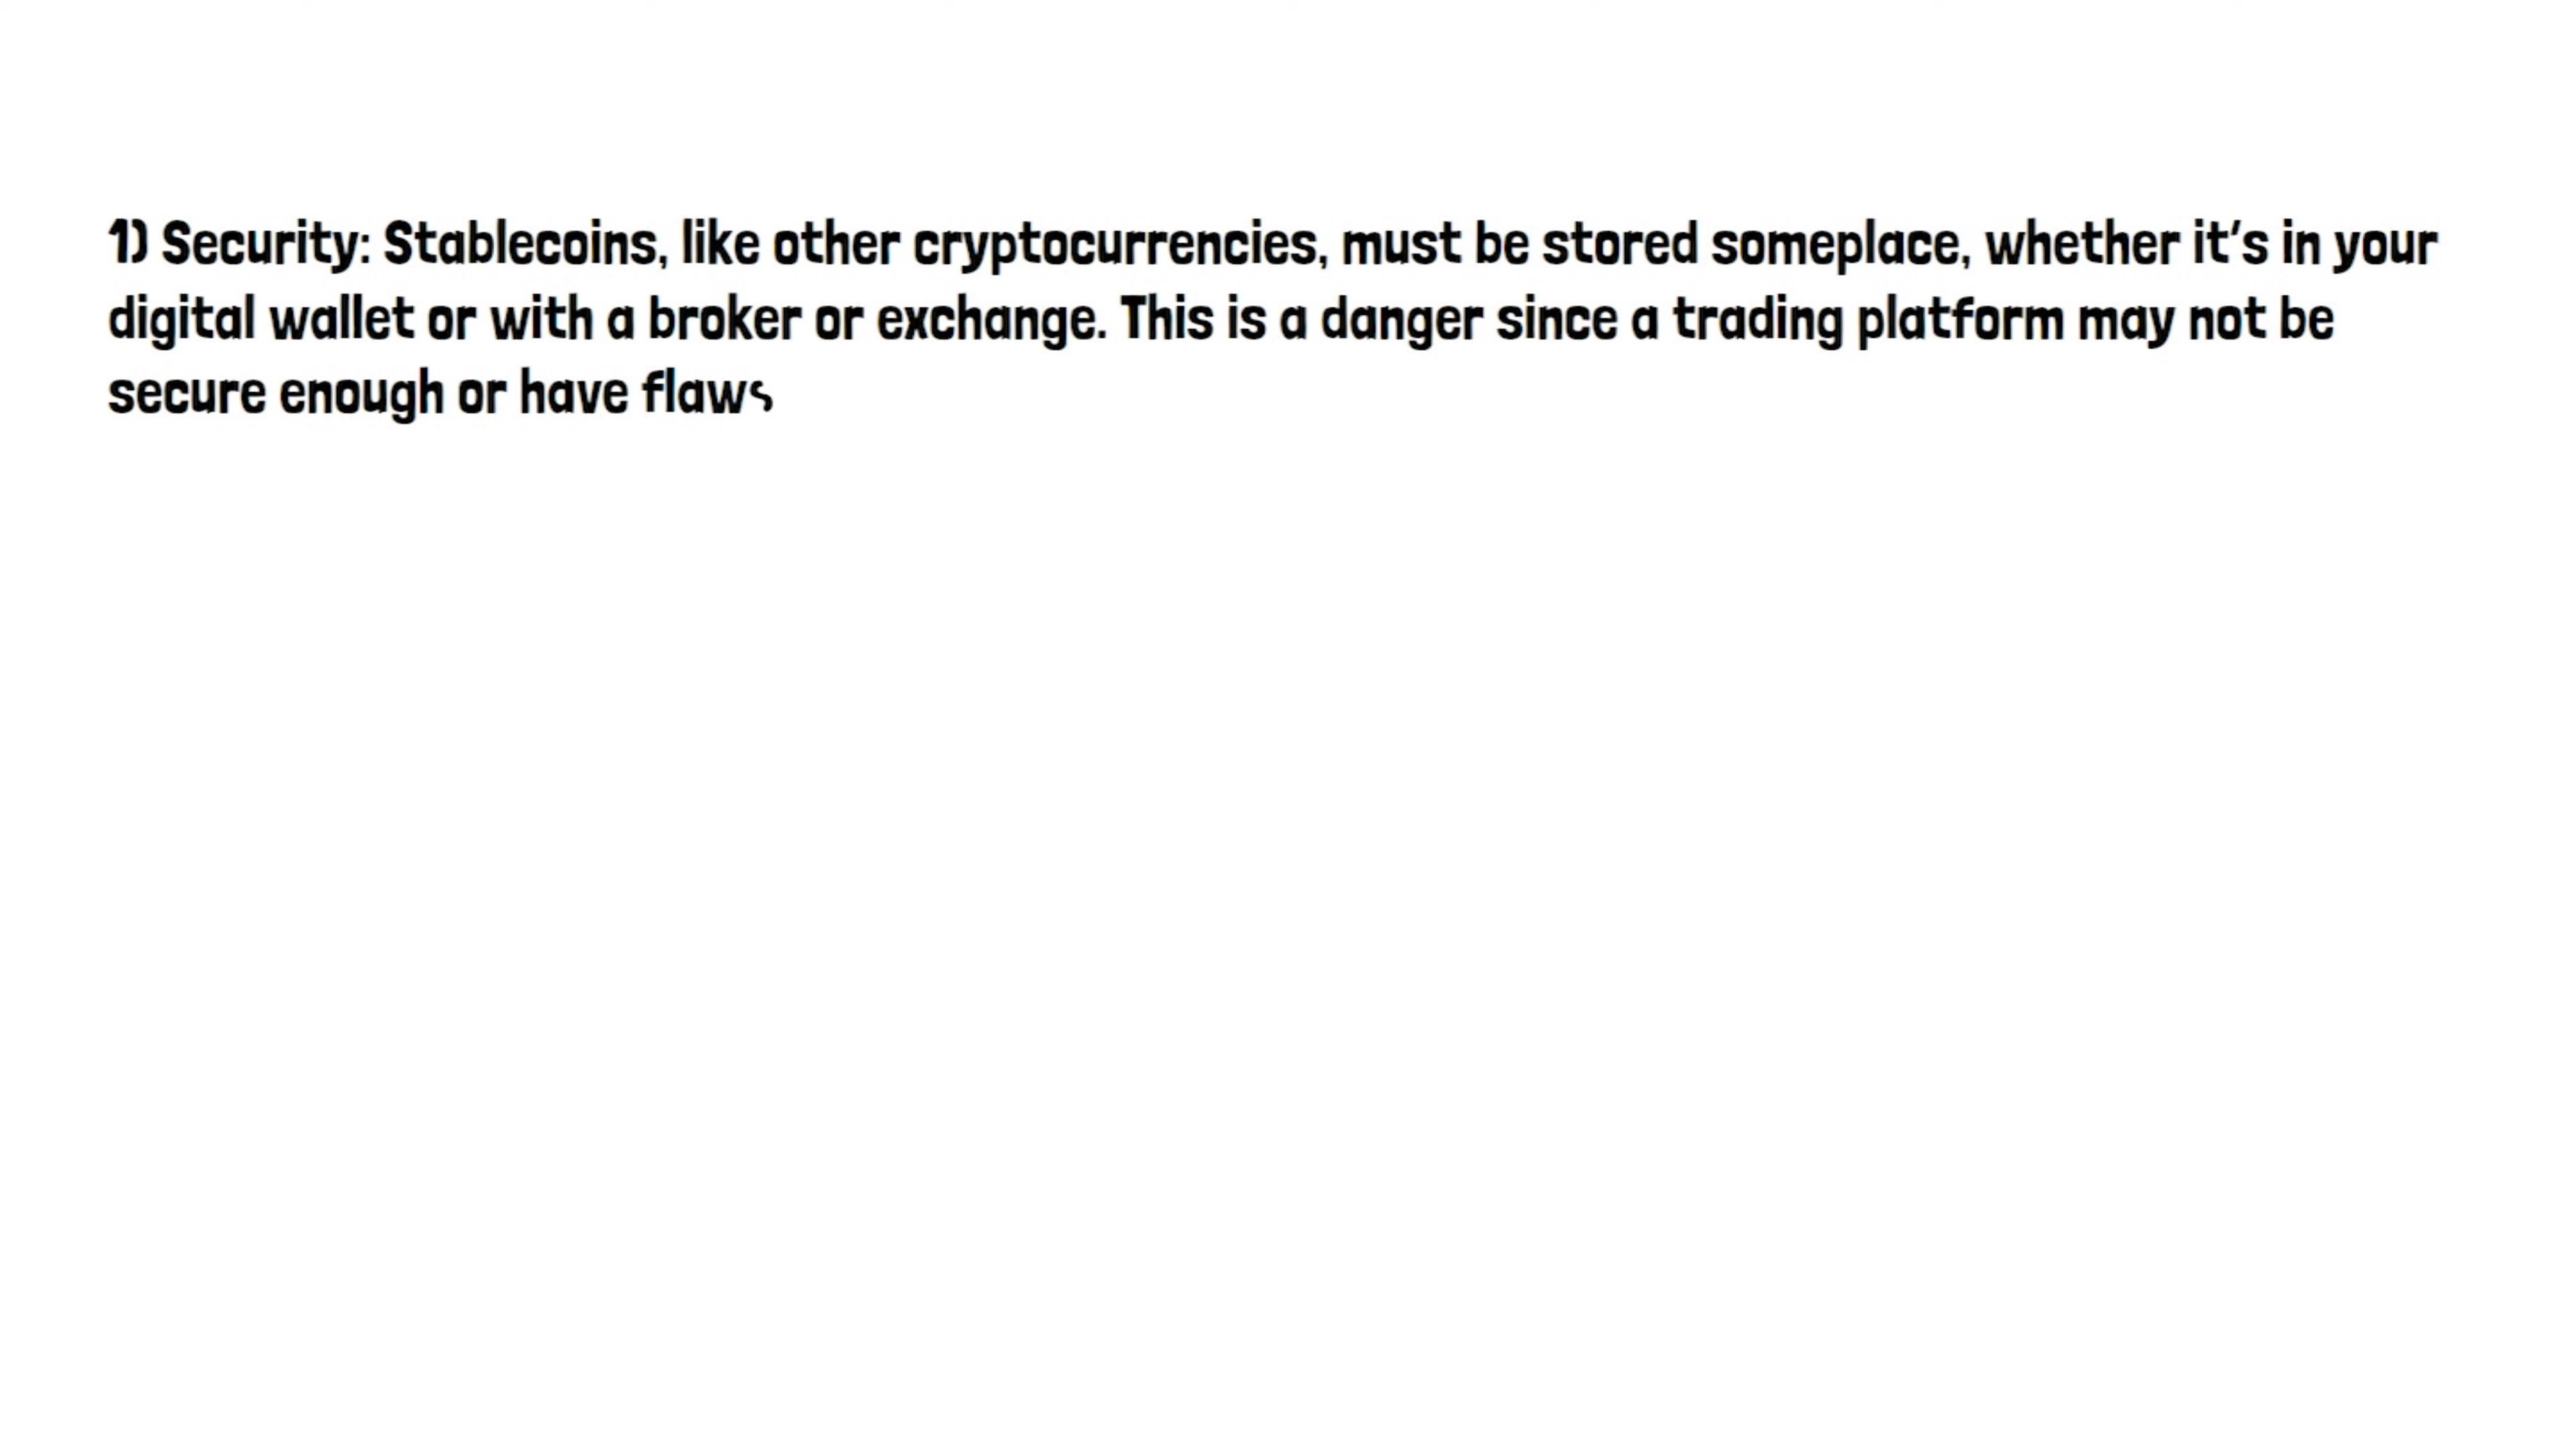 1) Security: Stablecoins, like other cryptocurrencies, must be stored someplace, whether it's in your
digital wallet or with a broker or exchange. This is a danger since a trading platform may not be
secure enough or have flaws